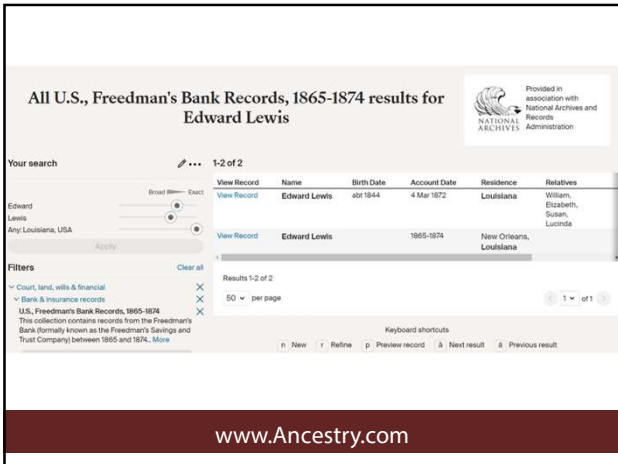 All U.S., Freedman's Bank Records, 1865-1874 results for
Edward Lewis
NATIONAL
ARCHIVES
Provided in
association with
National Archives and
Records
Administration
Your search
1-2 of 2
Broad Exact
Edward
Lewis
Any: Louisiana, USA
Apply
Filters Clear all
Court, land, wills & financial
Bank & insurance records
U.S., Freedman's Bank Records, 1865-1874
This collection contains records from the Freedman's
Bank (formally known as the Freedman's Savings and
Trust Company) between 1865 and 1874... More
View Record Name Birth Date Account Date Residence Relatives
View Record Edward Lewis abt 1844 4 Mar 1872 Louisiana William,
Elizabeth,
Susan,
Lucinda
View Record Edward Lewis 1865-1874 New Orleans,
Louisiana
Results 1-2 of 2
50 per page 1 of 1
Keyboard shortcuts
n New r Refine p Preview record à Next result á Previous result
www.Ancestry.com